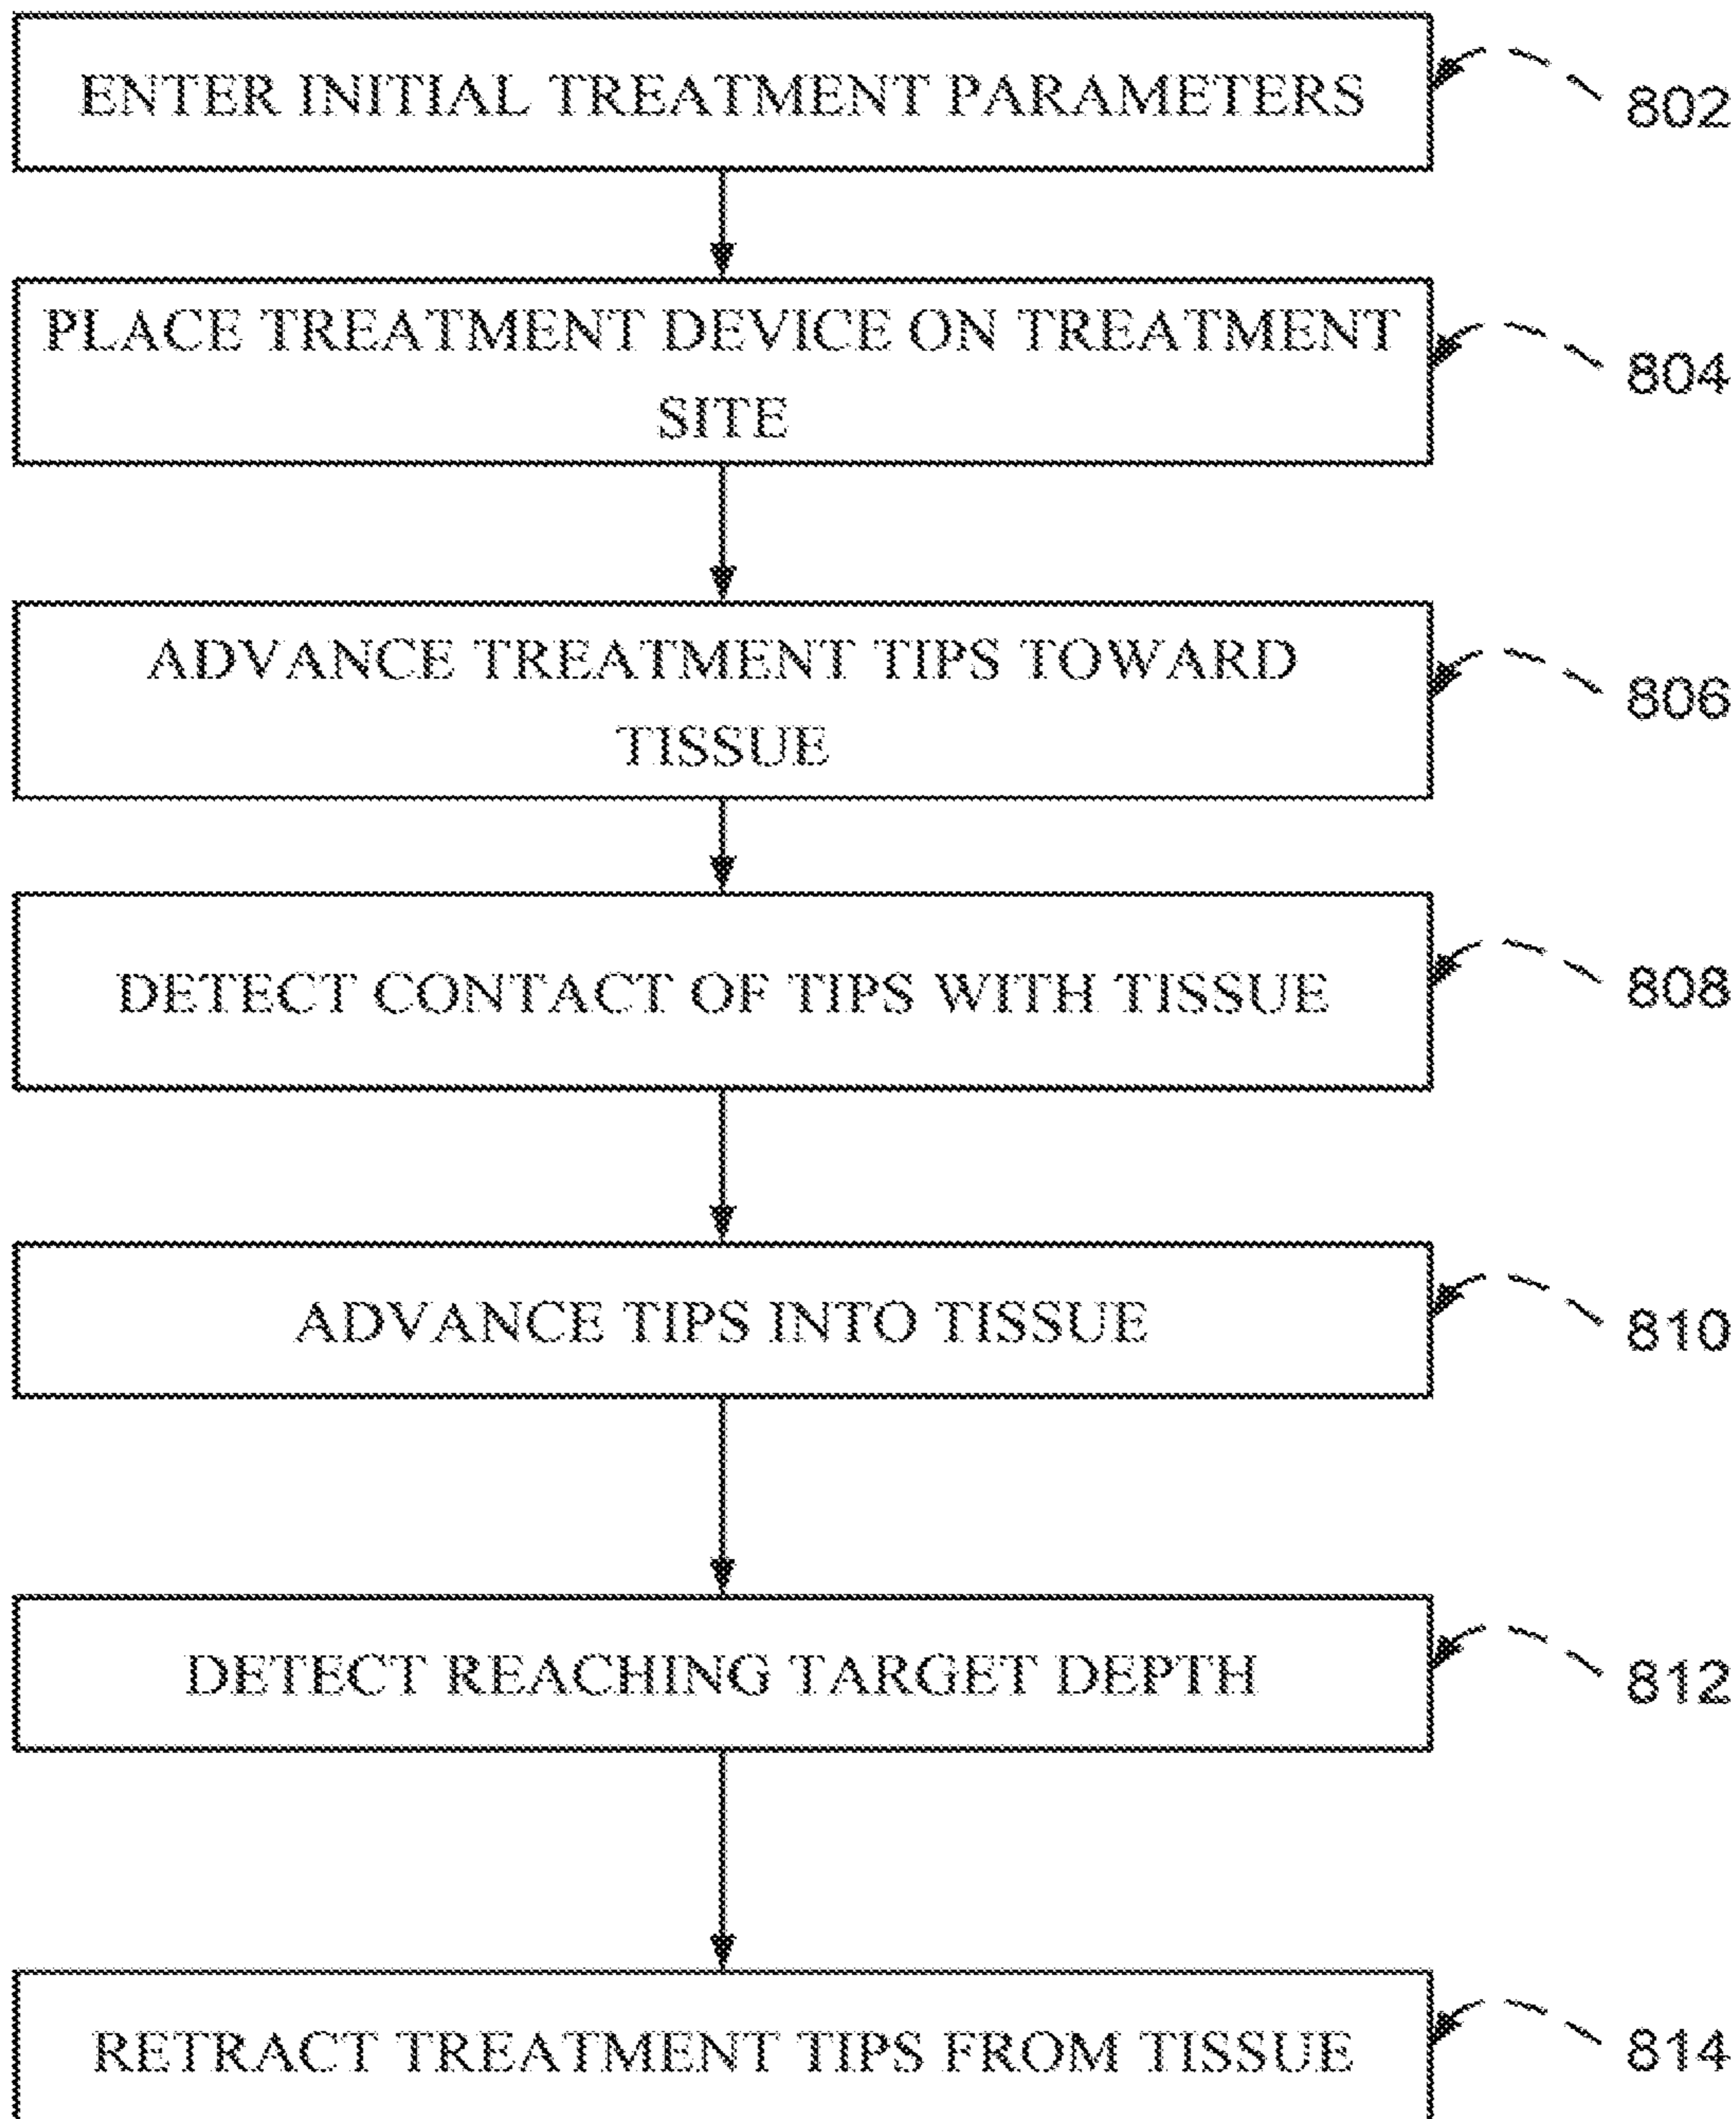 ENTER INITIAL TREATMENT PARAMETERS
802
PLACE TREATMENT DEVICE ON TREATMENT
SITE
804
ADVANCE TREATMENT TIPS TOWARD
TISSUE
806
DETECT CONTACT OF TIPS WITH TISSUE
808
ADVANCE TIPS INTO TISSUE
810
DETECT REACHING TARGET DEPTH
812
RETRACT TREATMENT TIPS FROM TISSUE
814